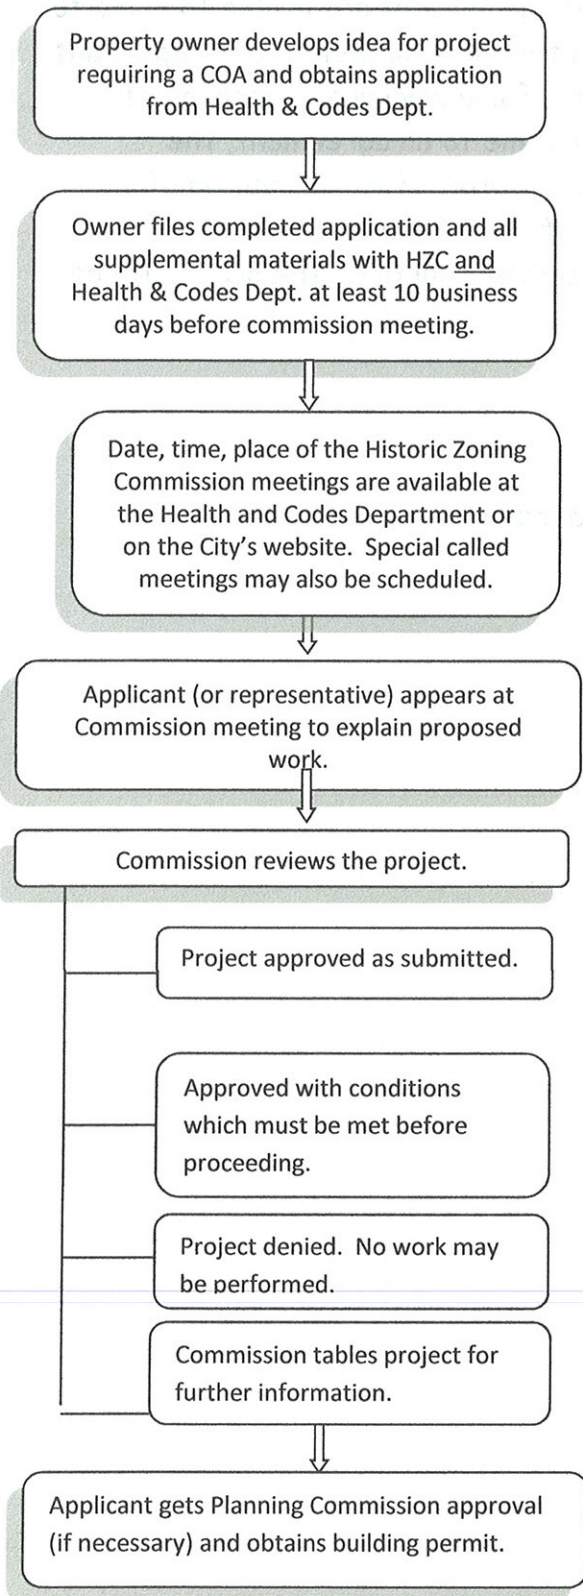 Property owner develops idea for project
requiring a COA and obtains application
from Health & Codes Dept.
Owner files completed application and all
supplemental materials with HZC and
Health & Codes Dept. at least 10 business
days before commission meeting.
Date, time, place of the Historic Zoning
Commission meetings are available at
the Health and Codes Department or
on the City's website.  Special called
meetings may also be scheduled.
Applicant (or representative) appears at
Commission meeting to explain proposed
work.
Commission reviews the project.
Project approved as submitted.
Approved with conditions
which must be met before
proceeding.
Project denied.  No work may
be performed.
Commission tables project for
further information.
Applicant gets Planning Commission approval
(if necessary) and obtains building permit.